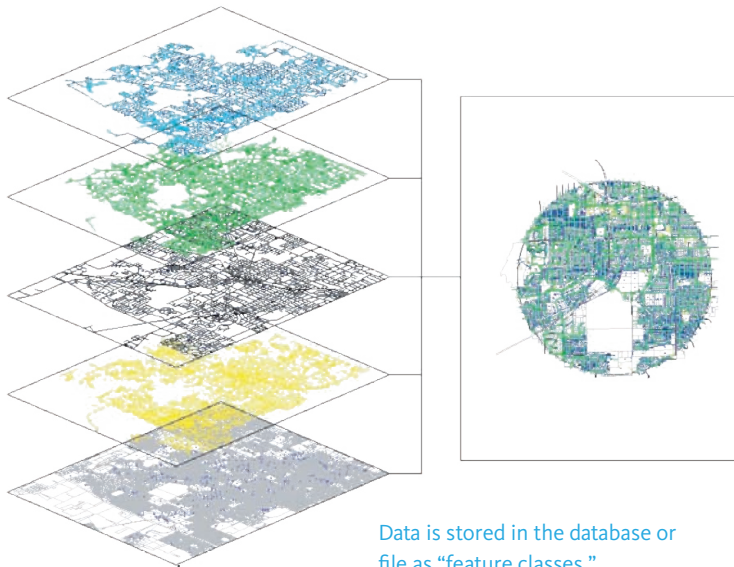 Data is stored in the database or
file as “feature classes.”